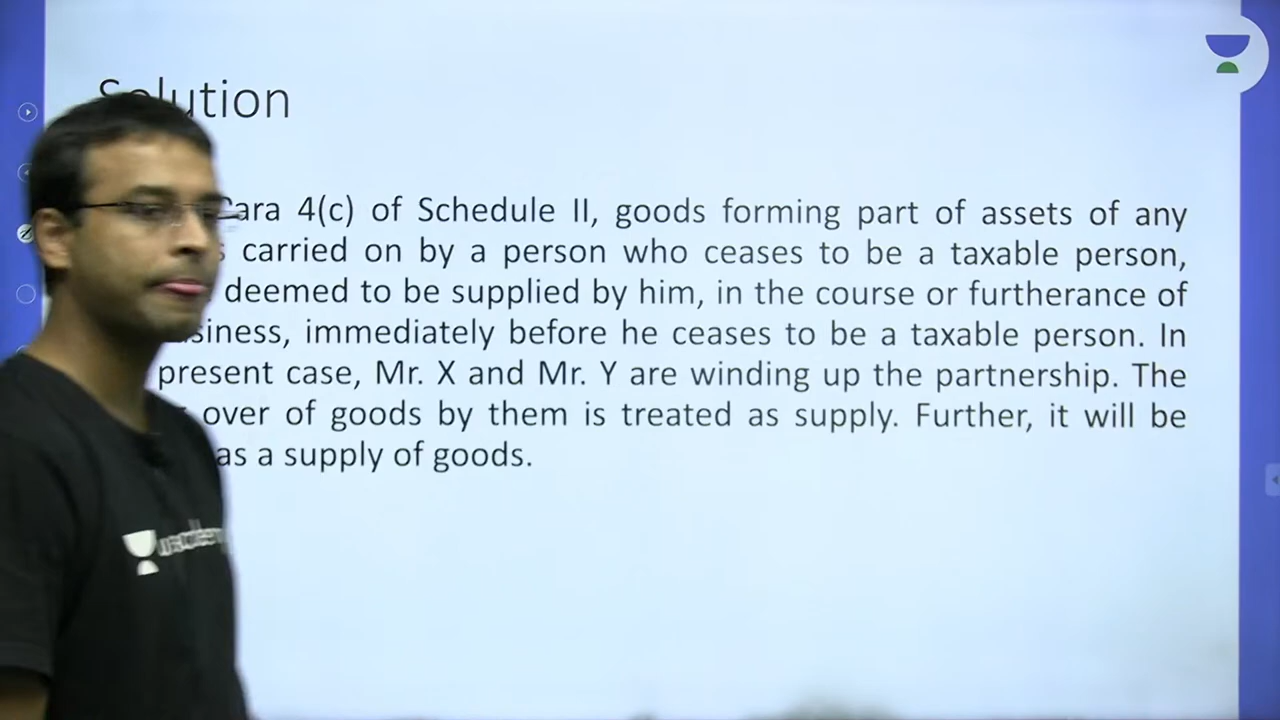 Solution
Para 4(c) of Schedule II, goods forming part of assets of any
carried on by a person who ceases to be a taxable person,
deemed to be supplied by him, in the course or furtherance of
business, immediately before he ceases to be a taxable person. In
present case, Mr. X and Mr. Y are winding up the partnership. The
over of goods by them is treated as supply. Further, it will be
as a supply of goods.
unacademy